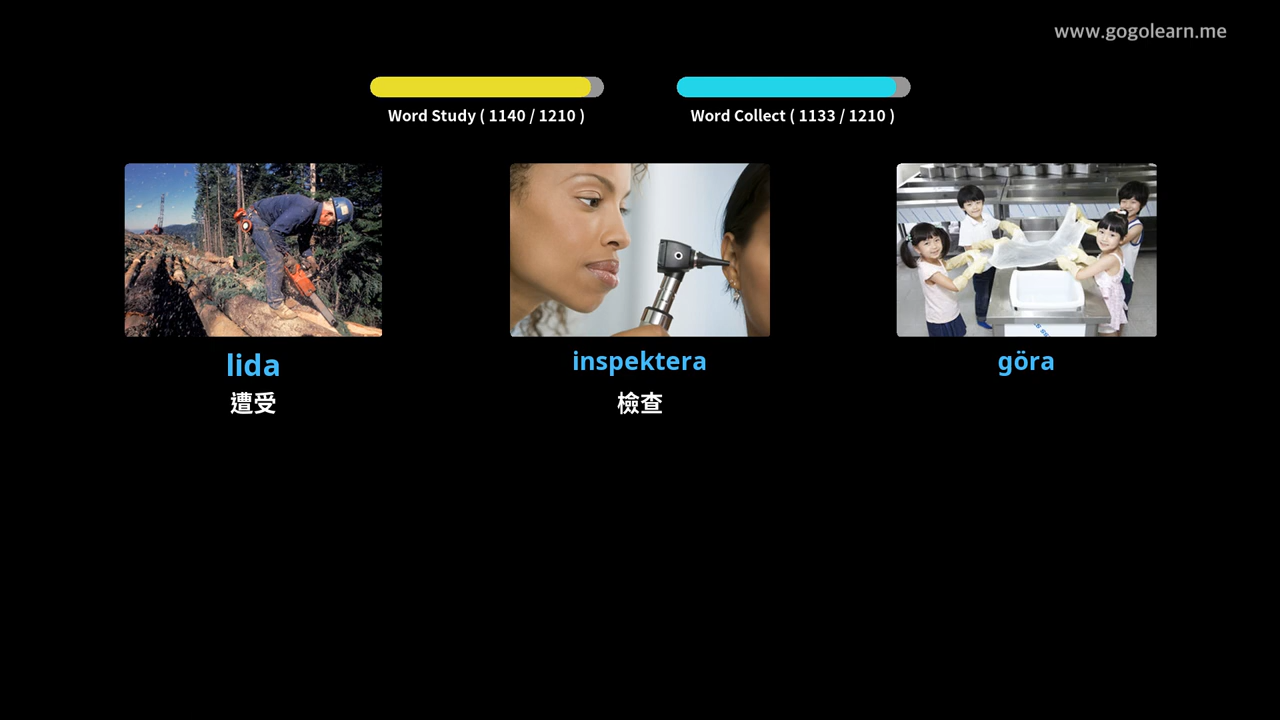 www.gogolearn.me
Word Study ( 1140 / 1210 )
Word Collect ( 1133 / 1210 )
lida
inspektera
göra
遭受
檢查